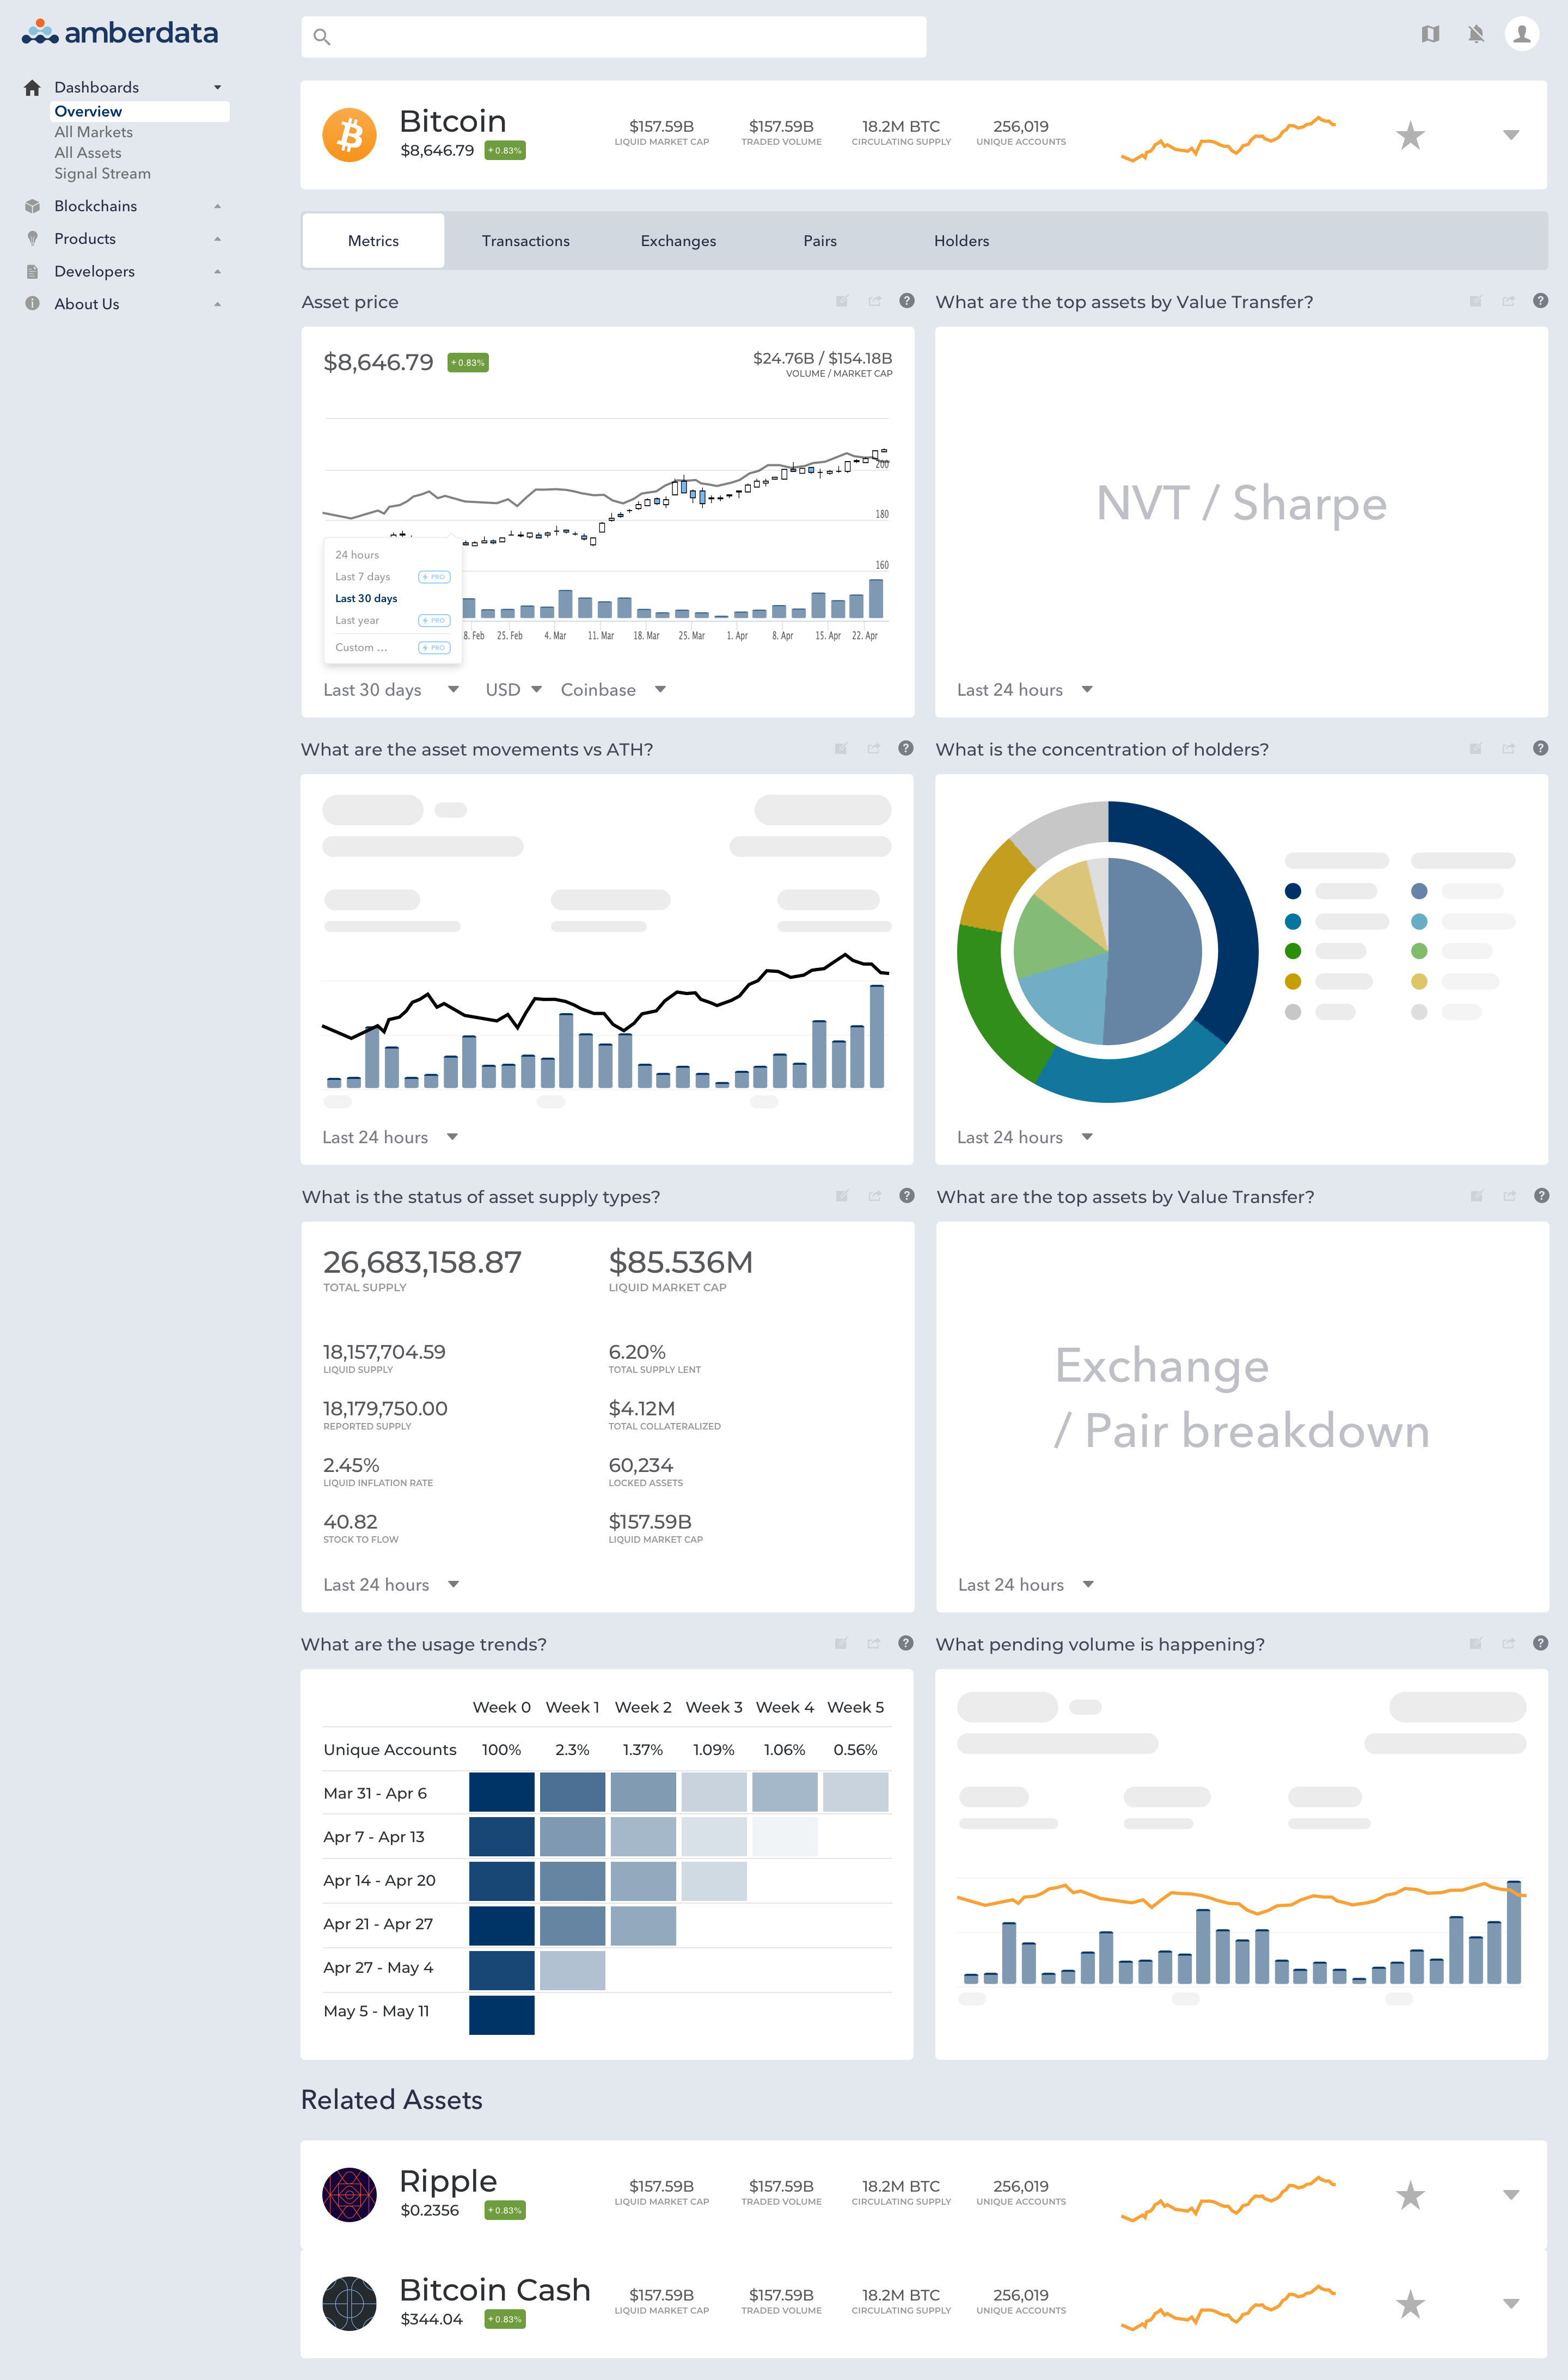 amberdata
Dashboards
Overview
All Markets
All Assets
Signal Stream
Blockchains
Products
Developers
About Us
Bitcoin
$8,646.79 +0.83%
$157.59B
LIQUID MARKET CAP
$157.59B
TRADED VOLUME
18.2M BTC
CIRCULATING SUPPLY
256,019
UNIQUE ACCOUNTS
Metrics Transactions Exchanges Pairs Holders
Asset price
$8,646.79 +0.83%
$24.76B / $154.18B
VOLUME / MARKET CAP
200
180
160
24 hours
Last 7 days PRO
Last 30 days
Last year PRO
Custom ... PRO
8. Feb 25. Feb 4. Mar 11. Mar 18. Mar 25. Mar 1. Apr 8. Apr 15. Apr 22. Apr
Last 30 days USD Coinbase
What are the top assets by Value Transfer?
NVT / Sharpe
Last 24 hours
What are the asset movements vs ATH?
Last 24 hours
What is the concentration of holders?
Last 24 hours
What is the status of asset supply types?
26,683,158.87
TOTAL SUPPLY
$85.536M
LIQUID MARKET CAP
18,157,704.59
LIQUID SUPPLY
6.20%
TOTAL SUPPLY LENT
18,179,750.00
REPORTED SUPPLY
$4.12M
TOTAL COLLATERALIZED
2.45%
LIQUID INFLATION RATE
60,234
LOCKED ASSETS
40.82
STOCK TO FLOW
$157.59B
LIQUID MARKET CAP
Last 24 hours
What are the top assets by Value Transfer?
Exchange
/ Pair breakdown
Last 24 hours
What are the usage trends?
Week 0 Week 1 Week 2 Week 3 Week 4 Week 5
Unique Accounts 100% 2.3% 1.37% 1.09% 1.06% 0.56%
Mar 31 - Apr 6
Apr 7 - Apr 13
Apr 14 - Apr 20
Apr 21 - Apr 27
Apr 27 - May 4
May 5 - May 11
What pending volume is happening?
Related Assets
Ripple
$0.2356 +0.83%
$157.59B
LIQUID MARKET CAP
$157.59B
TRADED VOLUME
18.2M BTC
CIRCULATING SUPPLY
256,019
UNIQUE ACCOUNTS
Bitcoin Cash
$344.04 +0.83%
$157.59B
LIQUID MARKET CAP
$157.59B
TRADED VOLUME
18.2M BTC
CIRCULATING SUPPLY
256,019
UNIQUE ACCOUNTS